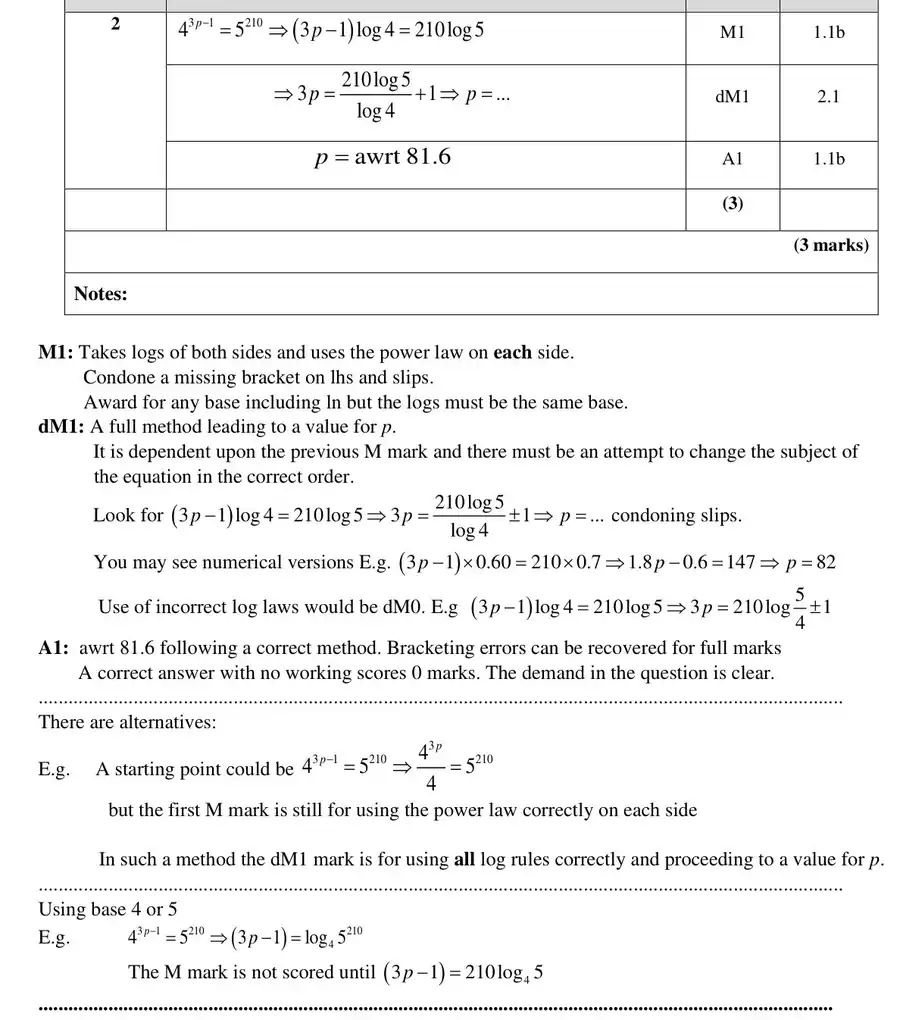 2 4^{3p−1} = 5^{210} ⇒ (3p − 1) log 4 = 210 log 5 M1 1.1b
⇒ 3p = \frac{210 log 5}{log 4} + 1 ⇒ p = ... dM1 2.1
p = awrt 81.6 A1 1.1b
(3)
(3 marks)
Notes:
M1: Takes logs of both sides and uses the power law on each side.
Condone a missing bracket on lhs and slips.
Award for any base including ln but the logs must be the same base.
dM1: A full method leading to a value for p.
It is dependent upon the previous M mark and there must be an attempt to change the subject of
the equation in the correct order.
Look for (3p − 1) log 4 = 210 log 5 ⇒ 3p = \frac{210 log 5}{log 4} ± 1 ⇒ p = ... condoning slips.
You may see numerical versions E.g. (3p − 1) × 0.60 = 210 × 0.7 ⇒ 1.8p − 0.6 = 147 ⇒ p = 82
Use of incorrect log laws would be dM0. E.g (3p − 1) log 4 = 210 log 5 ⇒ 3p = 210 log \frac{5}{4} ± 1
A1: awrt 81.6 following a correct method. Bracketing errors can be recovered for full marks
A correct answer with no working scores 0 marks. The demand in the question is clear.
There are alternatives:
E.g. A starting point could be 4^{3p−1} = 5^{210} ⇒ \frac{4^{3p}}{4} = 5^{210}
but the first M mark is still for using the power law correctly on each side
In such a method the dM1 mark is for using all log rules correctly and proceeding to a value for p.
Using base 4 or 5
E.g. 4^{3p−1} = 5^{210} ⇒ (3p − 1) = log_4 5^{210}
The M mark is not scored until (3p − 1) = 210 log_4 5